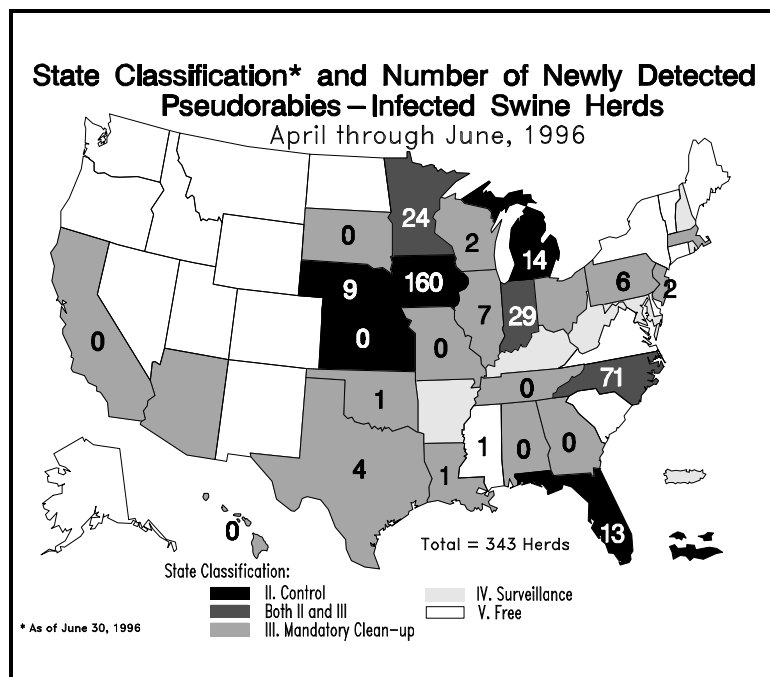 State Classification* and Number of Newly Detected
Pseudorabies–Infected Swine Herds
April through June, 1996
24
0
2
14
9
160
6
2
7
29
0
0
0
71
0
1
1
0
0
4
1
0
13
Total = 343 Herds
State Classification:
II. Control
IV. Surveillance
Both II and III
V. Free
III. Mandatory Clean-up
* As of June 30, 1996